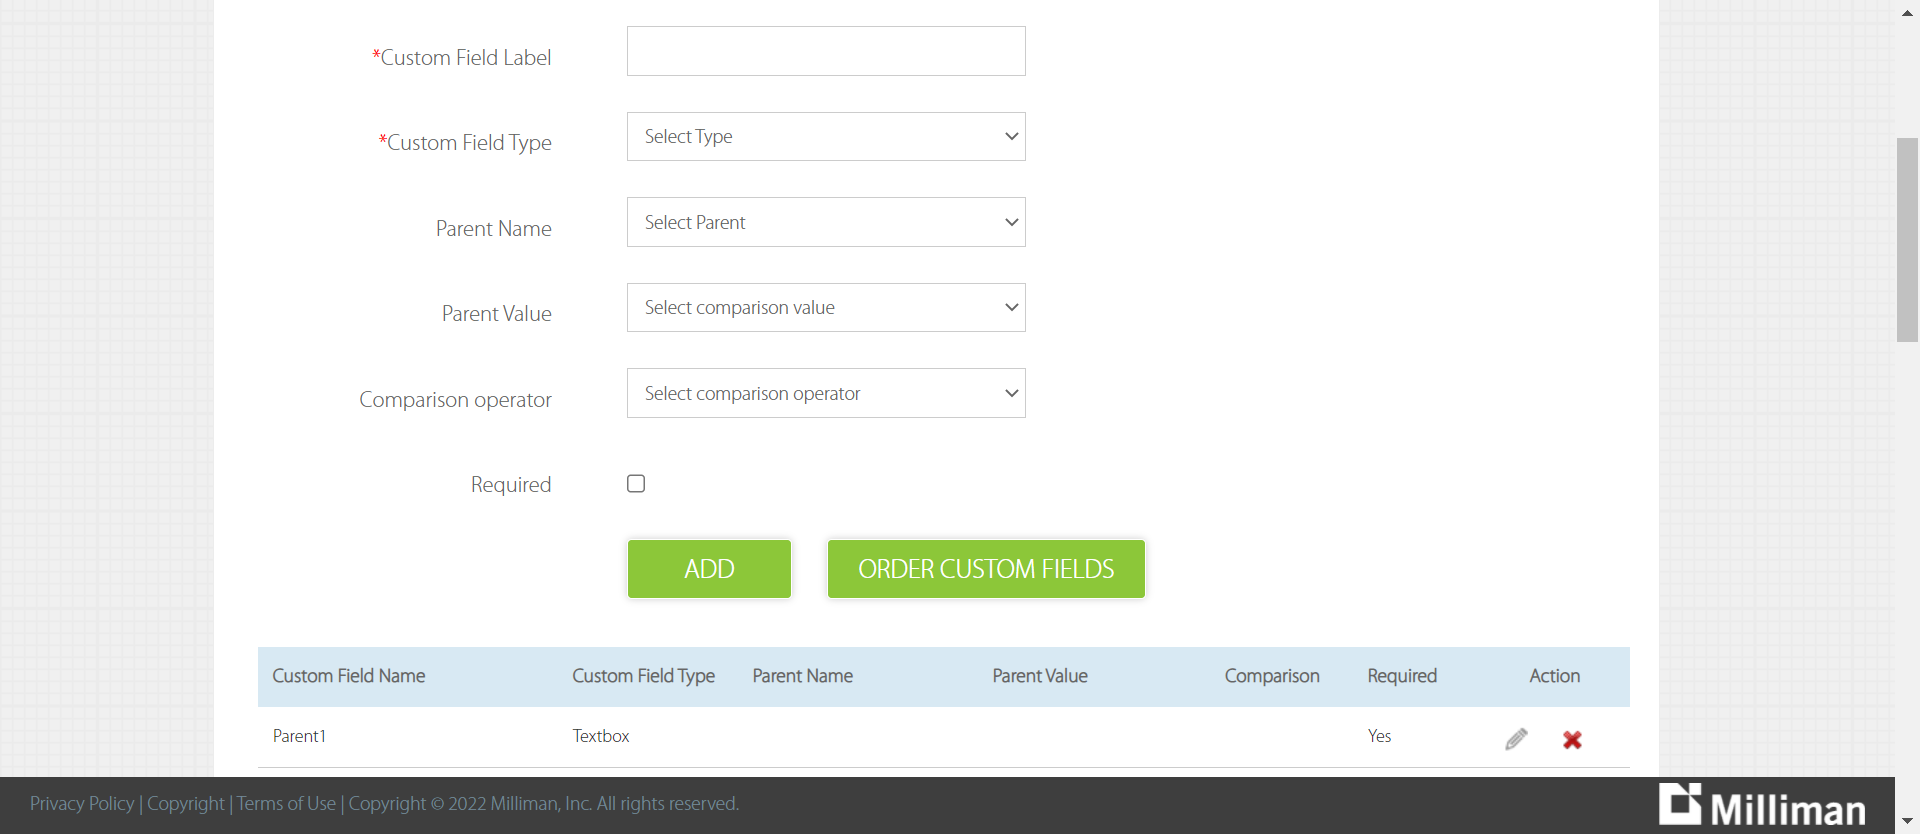 *Custom Field Label
*Custom Field Type
Select Type
Parent Name
Select Parent
Parent Value
Select comparison value
Comparison operator
Select comparison operator
Required
ADD
ORDER CUSTOM FIELDS
Custom Field Name Custom Field Type Parent Name Parent Value Comparison Required Action
Parent1 Textbox Yes
Privacy Policy | Copyright | Terms of Use | Copyright © 2022 Milliman, Inc. All rights reserved.
Milliman